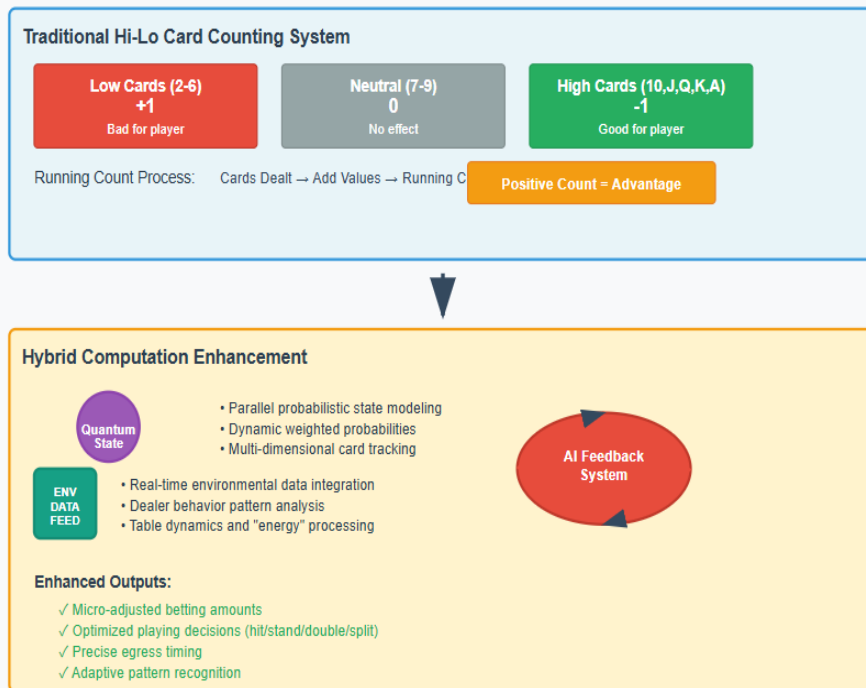 Traditional Hi-Lo Card Counting System
Low Cards (2-6)
+1
Bad for player
Neutral (7-9)
0
No effect
High Cards (10,J,Q,K,A)
-1
Good for player
Running Count Process:
Cards Dealt → Add Values → Running C
Positive Count = Advantage
Hybrid Computation Enhancement
Quantum
State
• Parallel probabilistic state modeling
• Dynamic weighted probabilities
• Multi-dimensional card tracking
ENV
DATA
FEED
• Real-time environmental data integration
• Dealer behavior pattern analysis
• Table dynamics and "energy" processing
AI Feedback
System
Enhanced Outputs:
✓ Micro-adjusted betting amounts
✓ Optimized playing decisions (hit/stand/double/split)
✓ Precise egress timing
✓ Adaptive pattern recognition